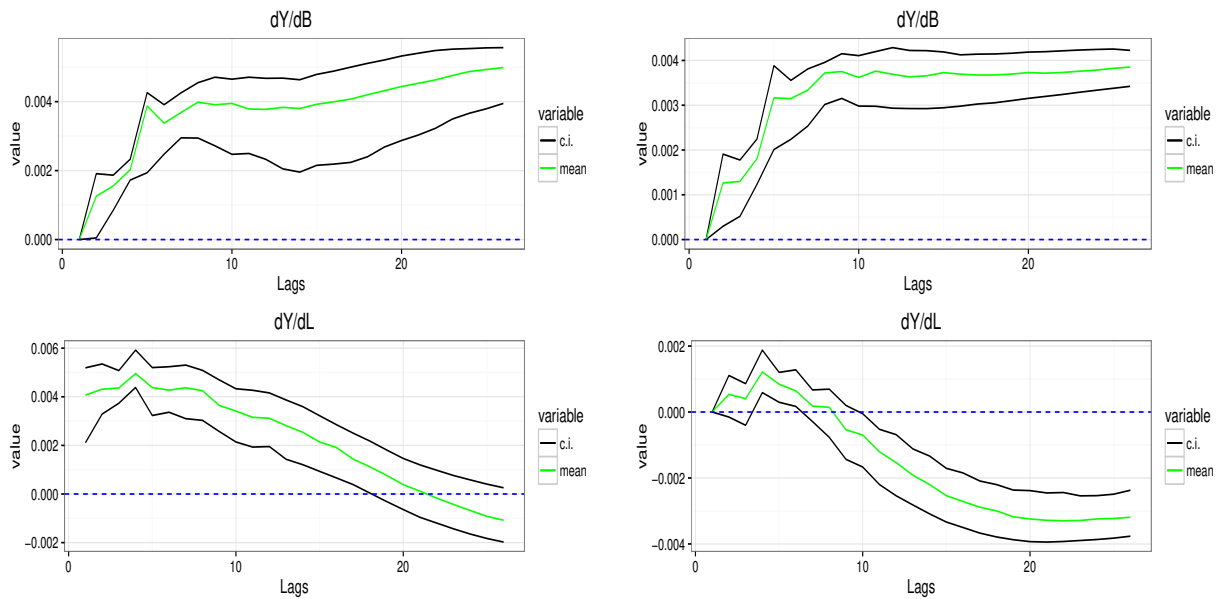 dY/dB
value
0.004
0.002
0.000
0
10
20
Lags
variable
c.i.
mean
dY/dB
value
0.004
0.003
0.002
0.001
0.000
0
10
20
Lags
variable
c.i.
mean
dY/dL
value
0.006
0.004
0.002
0.000
−0.002
0
10
20
Lags
variable
c.i.
mean
dY/dL
value
0.002
0.000
−0.002
−0.004
0
10
20
Lags
variable
c.i.
mean